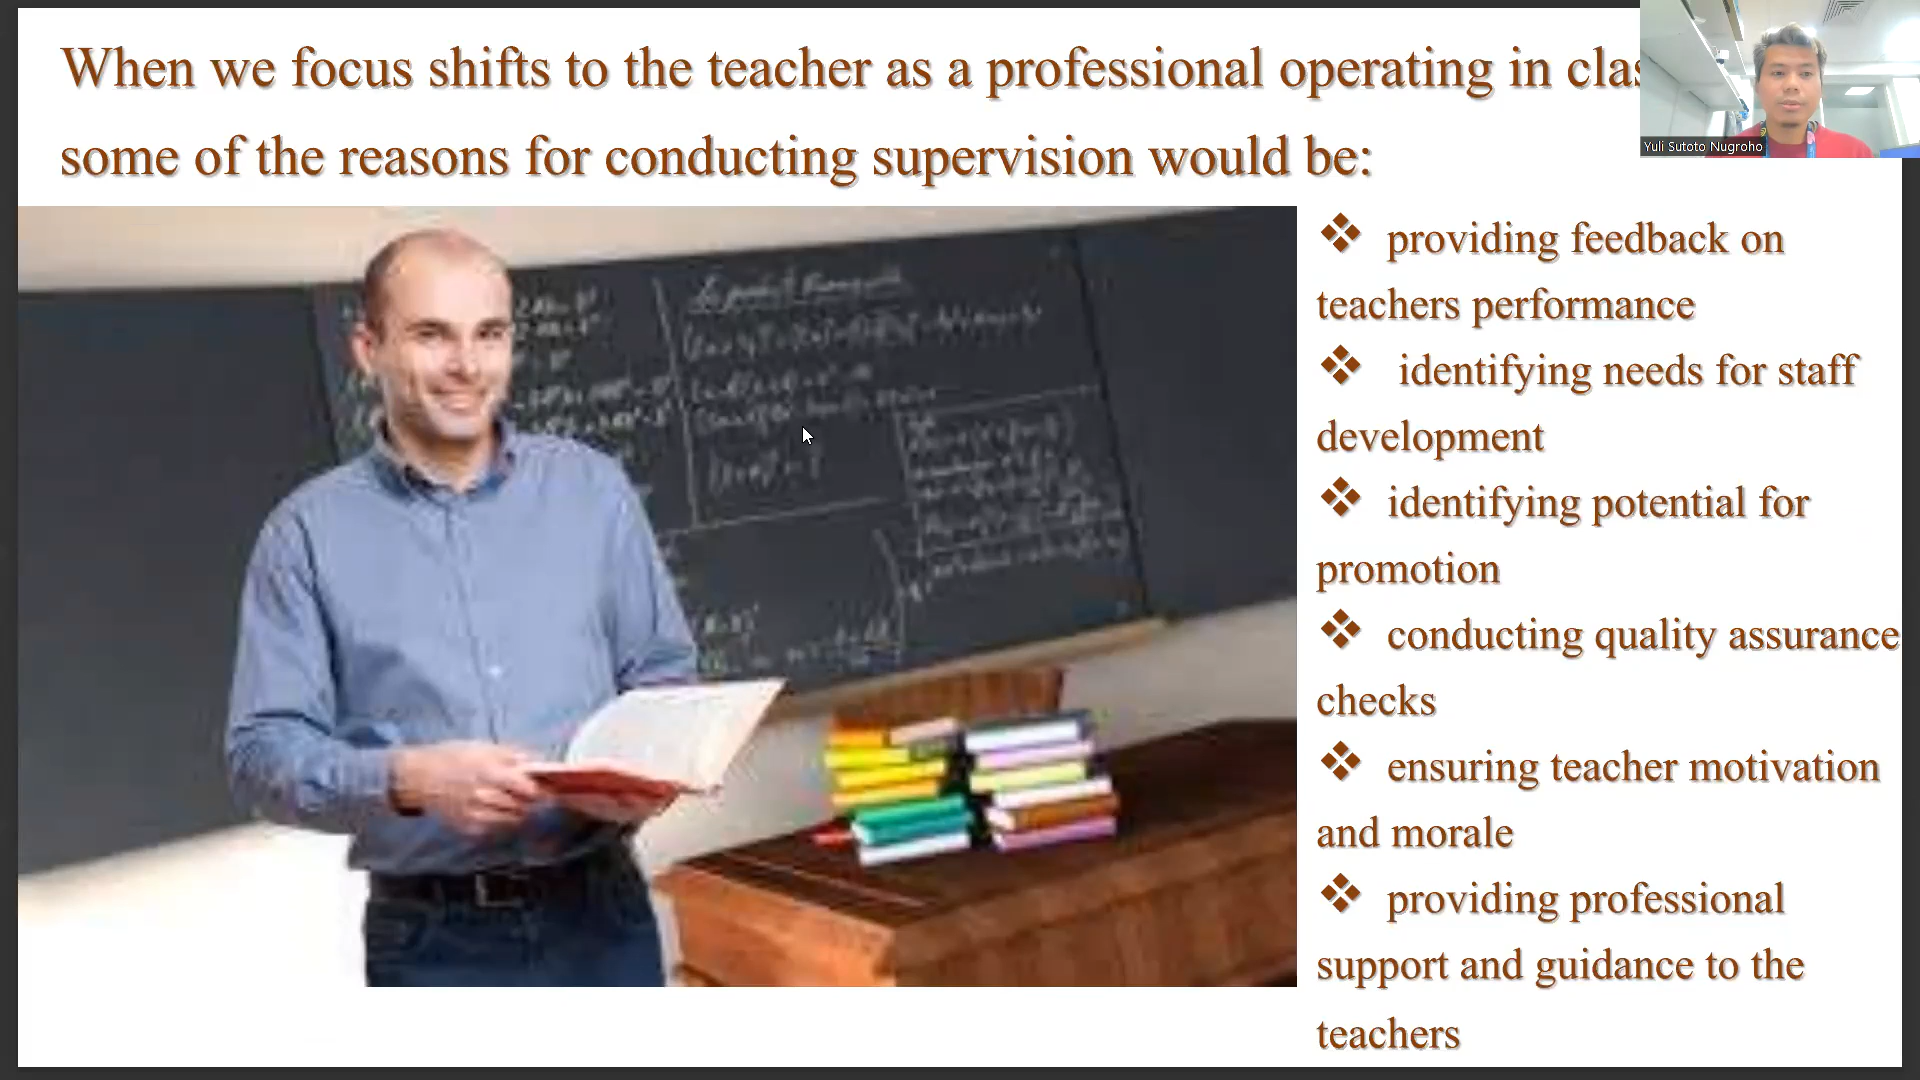 When we focus shifts to the teacher as a professional operating in
some of the reasons for conducting supervision would be:
Yuli Sutoto Nugroho
❖ providing feedback on
teachers performance
❖ identifying needs for staff
development
❖ identifying potential for
promotion
❖ conducting quality assurance
checks
❖ ensuring teacher motivation
and morale
❖ providing professional
support and guidance to the
teachers